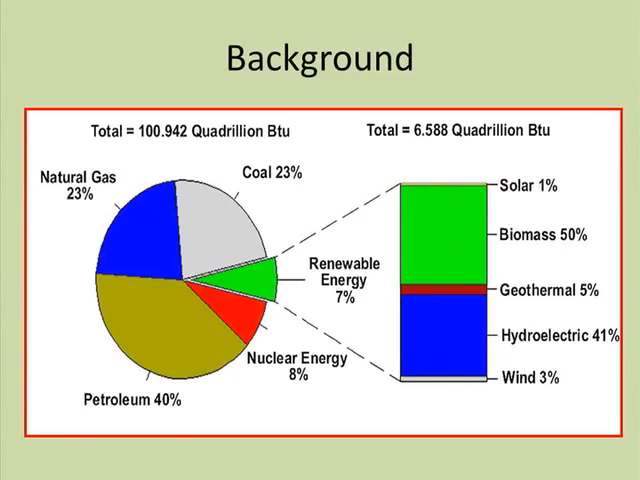 Background
Total = 100.942 Quadrillion Btu
Total = 6.588 Quadrillion Btu
Natural Gas
23%
Coal 23%
Renewable
Energy
7%
Nuclear Energy
8%
Petroleum 40%
Solar 1%
Biomass 50%
Geothermal 5%
Hydroelectric 41%
Wind 3%